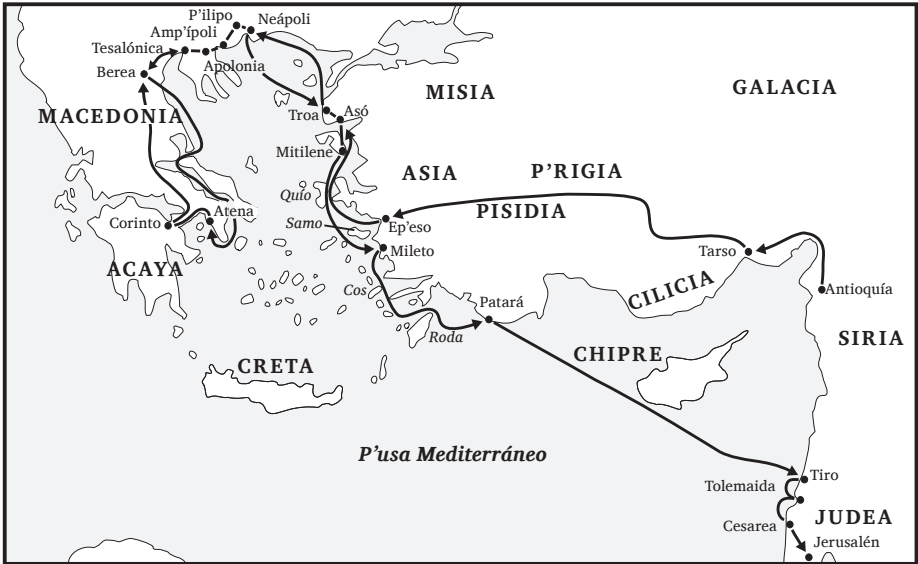 P'ilipo
Neápoli
Amp'ípoli
Tesalónica
Apolonia
Berea
MISIA
GALACIA
MACEDONIA
Troa
Asó
Mitilene
ASIA
P'RIGIA
Quío
PISIDIA
Atena
Samo
Ep'eso
Corinto
Mileto
Tarso
ACAYA
CILICIA
Antioquía
Cos
Patará
Roda
SIRIA
CHIPRE
CRETA
P'usa Mediterráneo
Tiro
Tolemaida
JUDEA
Cesarea
Jerusalén